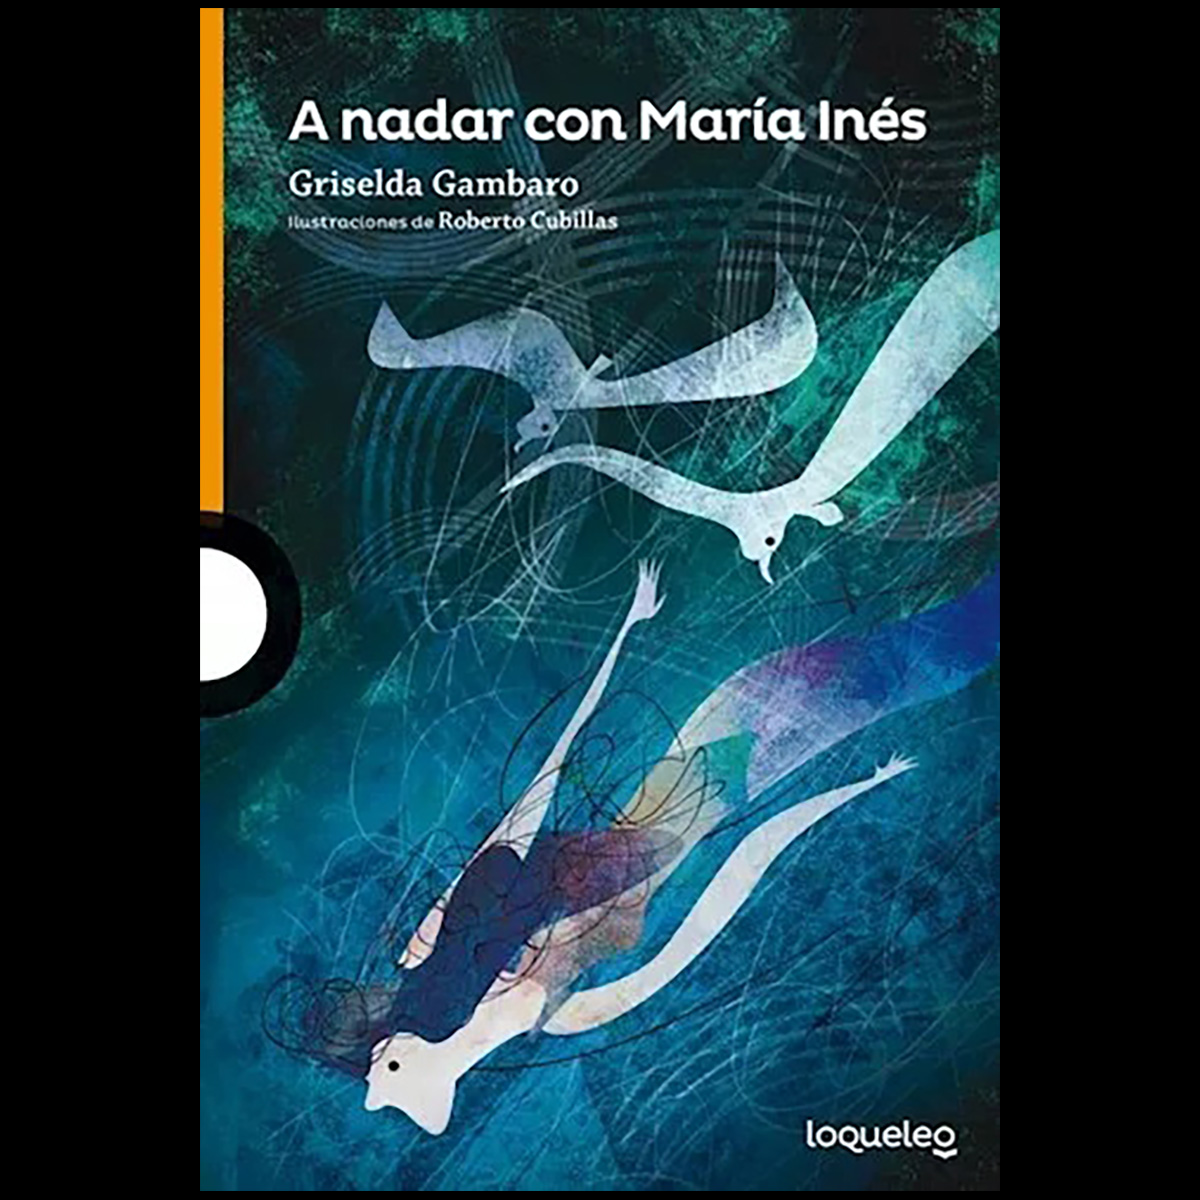 A nadar con María Inés
Griselda Gambaro
Ilustraciones de Roberto Cubillas
loqueleo